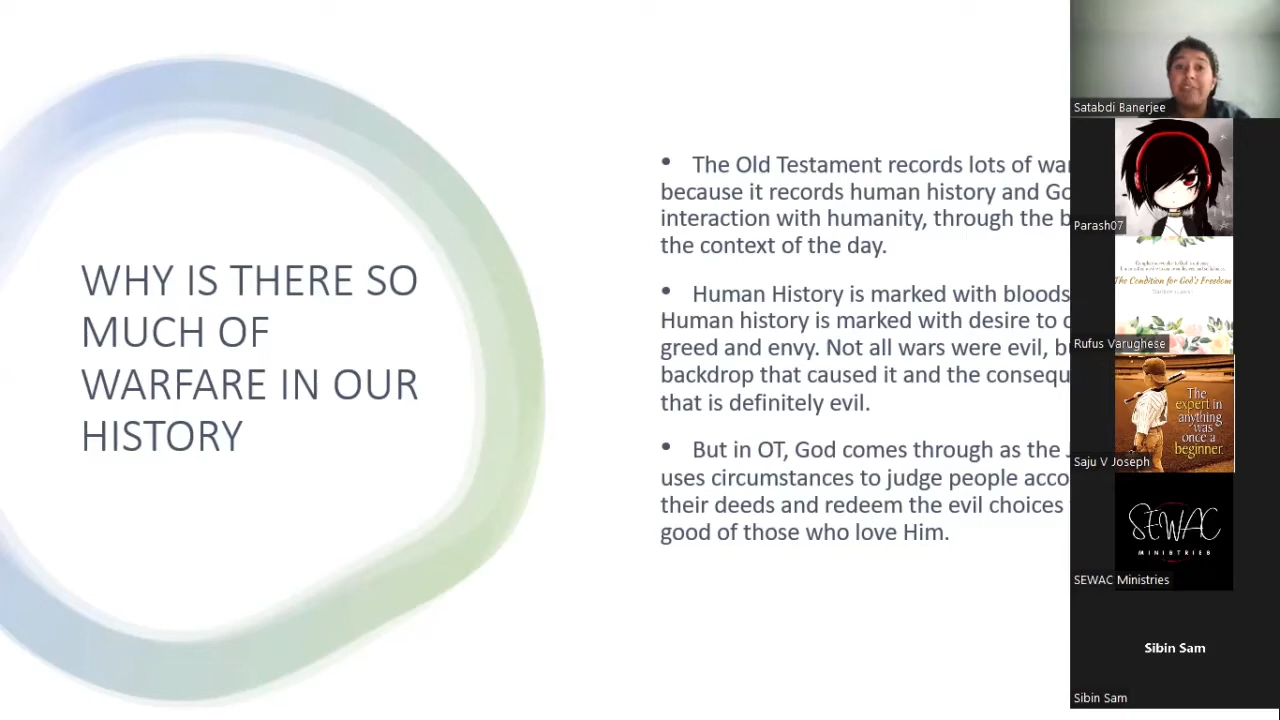 WHY IS THERE SO
MUCH OF
WARFARE IN OUR
HISTORY
• The Old Testament records lots of
because it records human history and
interaction with humanity, through the
the context of the day.
• Human History is marked with
Human history is marked with desire to
greed and envy. Not all wars were evil,
backdrop that caused it and the
that is definitely evil.
• But in OT, God comes through as the
uses circumstances to judge people
their deeds and redeem the evil choices
good of those who love Him.
Satabdi Banerjee
Parash07
The Condition for God's Freedom
Rufus Varughese
The
expert in
anything
was
once a
beginner.
Saju V Joseph
SEWAC
MINISTRIES
SEWAC Ministries
Sibin Sam
Sibin Sam